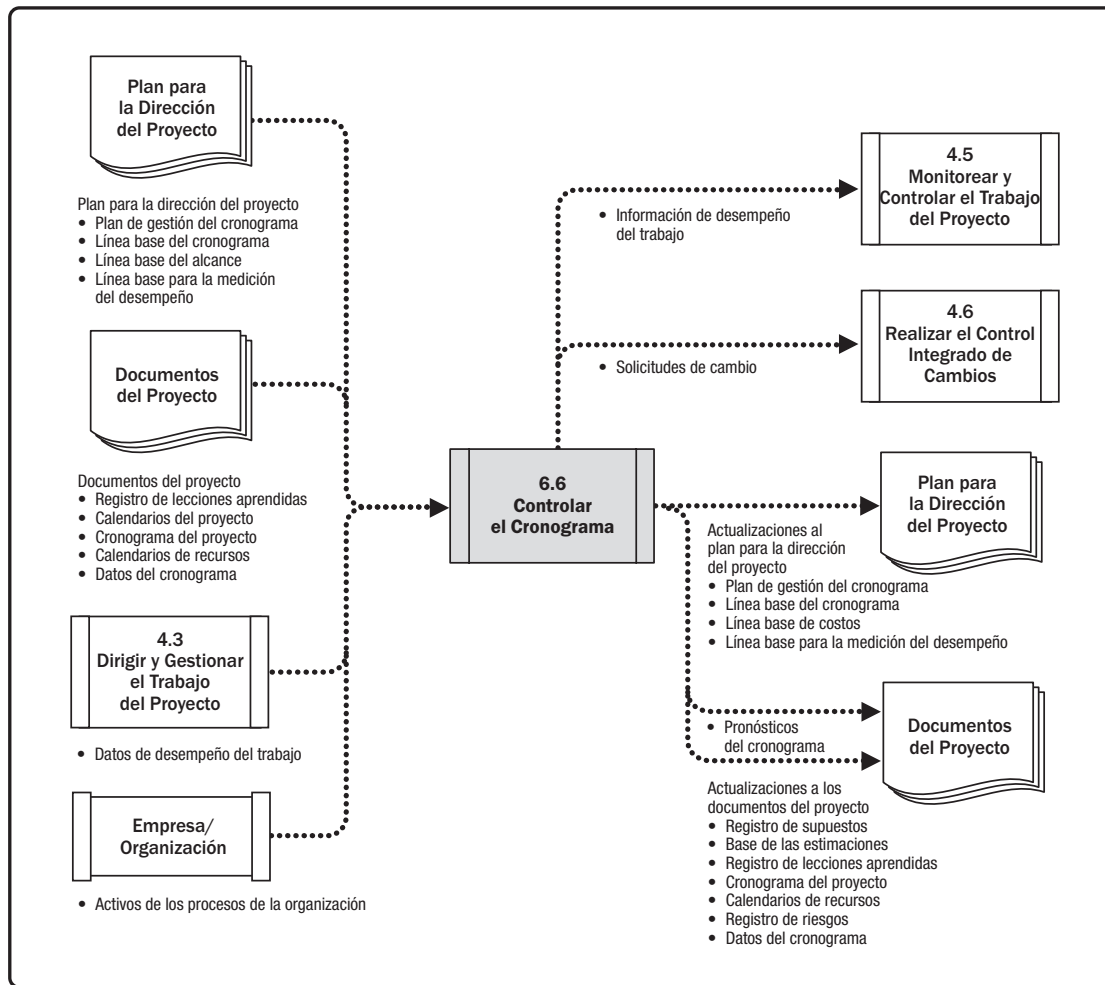 Plan para
la Dirección
del Proyecto
Plan para la dirección del proyecto
• Plan de gestión del cronograma
• Línea base del cronograma
• Línea base del alcance
• Línea base para la medición
del desempeño
Documentos
del Proyecto
Documentos del proyecto
• Registro de lecciones aprendidas
• Calendarios del proyecto
• Cronograma del proyecto
• Calendarios de recursos
• Datos del cronograma
4.3
Dirigir y Gestionar
el Trabajo
del Proyecto
• Datos de desempeño del trabajo
Empresa/
Organización
• Activos de los procesos de la organización
6.6
Controlar
el Cronograma
• Información de desempeño
del trabajo
4.5
Monitorear y
Controlar el Trabajo
del Proyecto
• Solicitudes de cambio
4.6
Realizar el Control
Integrado de
Cambios
Plan para
la Dirección
del Proyecto
Actualizaciones al
plan para la dirección
del proyecto
• Plan de gestión del cronograma
• Línea base del cronograma
• Línea base de costos
• Línea base para la medición del desempeño
• Pronósticos
del cronograma
Documentos
del Proyecto
Actualizaciones a los
documentos del proyecto
• Registro de supuestos
• Base de las estimaciones
• Registro de lecciones aprendidas
• Cronograma del proyecto
• Calendarios de recursos
• Registro de riesgos
• Datos del cronograma